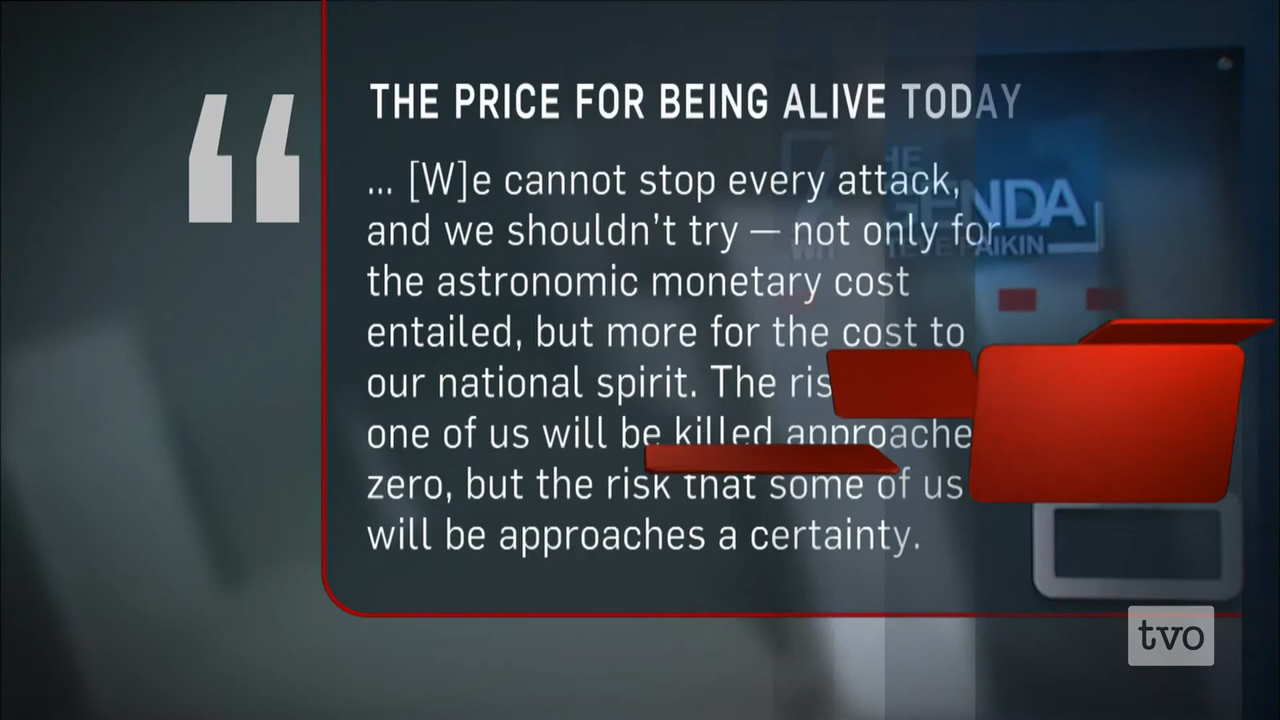 THE PRICE FOR BEING ALIVE TODAY
... [W]e cannot stop every attack,
and we shouldn't try — not only for
the astronomic monetary cost
entailed, but more for the cost to
our national spirit. The
one of us will be killed
zero, but the risk that some of us
will be approaches a certainty.
tvo